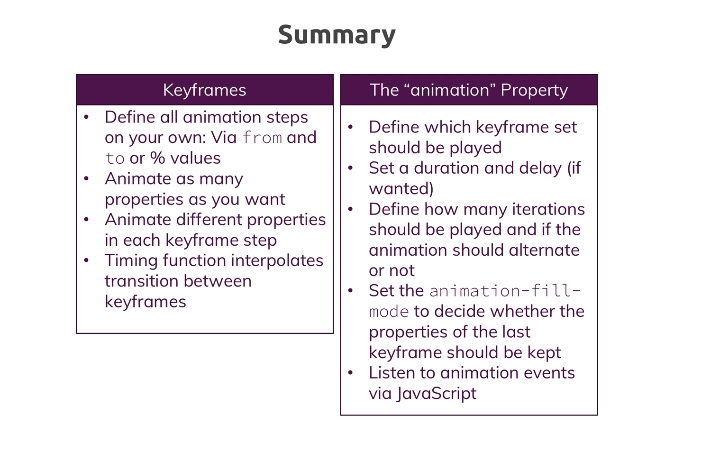 Summary
Keyframes
• Define all animation steps
on your own: Via from and
to or % values
• Animate as many
properties as you want
• Animate different properties
in each keyframe step
• Timing function interpolates
transition between
keyframes
The “animation” Property
• Define which keyframe set
should be played
• Set a duration and delay (if
wanted)
• Define how many iterations
should be played and if the
animation should alternate
or not
• Set the animation-fill-
mode to decide whether the
properties of the last
keyframe should be kept
• Listen to animation events
via JavaScript